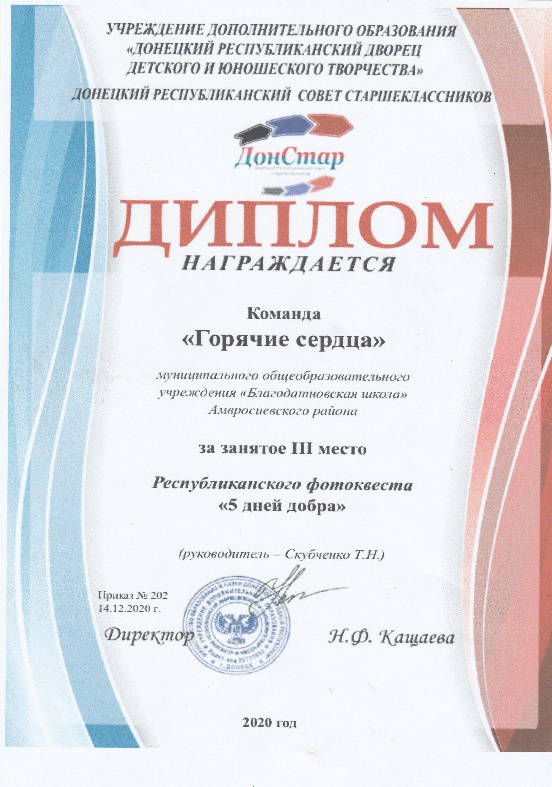 УЧРЕЖДЕНИЕ ДОПОЛНИТЕЛЬНОГО ОБРАЗОВАНИЯ
«ДОНЕЦКИЙ РЕСПУБЛИКАНСКИЙ ДВОРЕЦ
ДЕТСКОГО И ЮНОШЕСКОГО ТВОРЧЕСТВА»
ДОНЕЦКИЙ РЕСПУБЛИКАНСКИЙ СОВЕТ СТАРШЕКЛАССНИКОВ
ДонСтар
ДИПЛОМ
НАГРАЖДАЕТСЯ
Команда
«Горячие сердца»
муниципального общеобразовательного
учреждения «Благодатновская школа»
Амвросиевского района
за занятое III место
Республиканского фотоквеста
«5 дней добра»
(руководитель – Скубченко Т.Н.)
Приказ № 202
14.12.2020 г.
Директор Н.Ф. Кащаева
2020 год